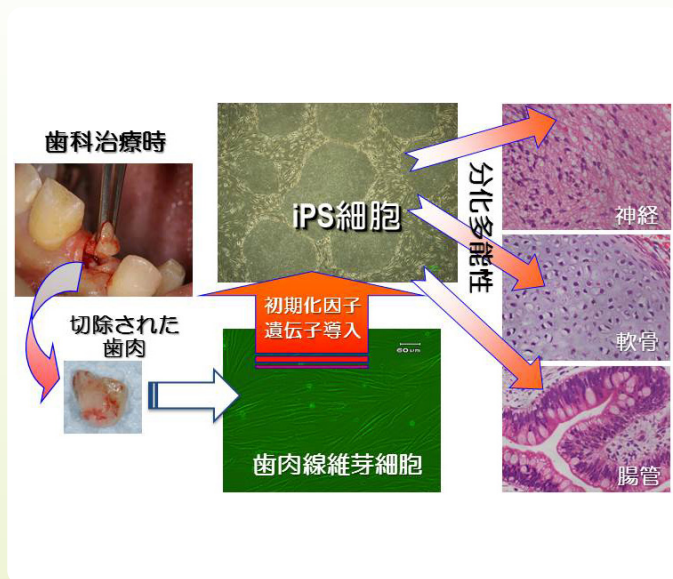 歯科治療時
切除された
歯肉
iPS細胞
初期化因子
遺伝子導入
60μm
歯肉線維芽細胞
分化多能性
神経
軟骨
腸管